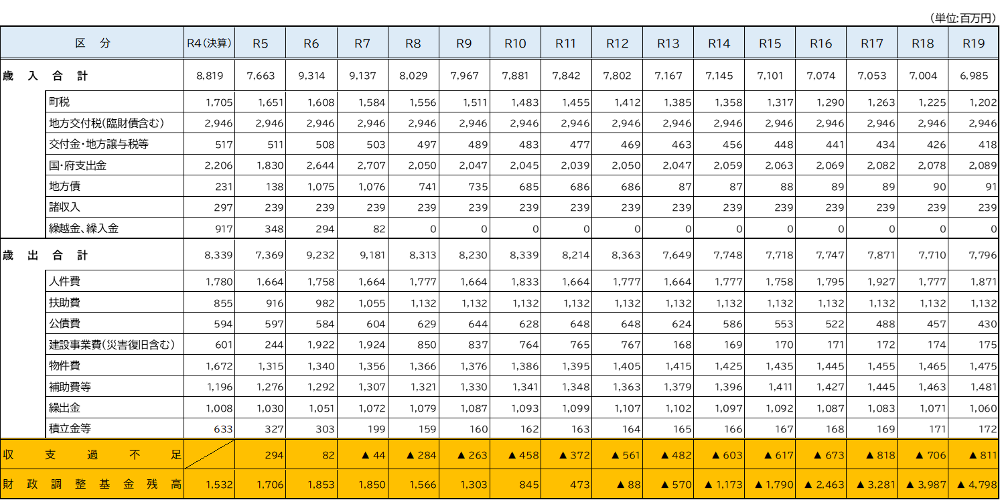 （単位:百万円）
区　分 R4（決算） R5 R6 R7 R8 R9 R10 R11 R12 R13 R14 R15 R16 R17 R18 R19
歳入合計 8,819 7,663 9,314 9,137 8,029 7,967 7,881 7,842 7,802 7,167 7,145 7,101 7,074 7,053 7,004 6,985
町税 1,705 1,651 1,608 1,584 1,556 1,511 1,483 1,455 1,412 1,385 1,358 1,317 1,290 1,263 1,225 1,202
地方交付税（臨財債含む） 2,946 2,946 2,946 2,946 2,946 2,946 2,946 2,946 2,946 2,946 2,946 2,946 2,946 2,946 2,946 2,946
交付金・地方譲与税等 517 511 508 503 497 489 483 477 469 463 456 448 441 434 426 418
国・府支出金 2,206 1,830 2,644 2,707 2,050 2,047 2,045 2,039 2,050 2,047 2,059 2,063 2,069 2,082 2,078 2,089
地方債 231 138 1,075 1,076 741 735 685 686 686 87 87 88 89 89 90 91
諸収入 297 239 239 239 239 239 239 239 239 239 239 239 239 239 239 239
繰越金、繰入金 917 348 294 82 0 0 0 0 0 0 0 0 0 0 0 0
歳出合計 8,339 7,369 9,232 9,181 8,313 8,230 8,339 8,214 8,363 7,649 7,748 7,718 7,747 7,871 7,710 7,796
人件費 1,780 1,664 1,758 1,664 1,777 1,664 1,833 1,664 1,777 1,664 1,777 1,758 1,795 1,927 1,777 1,871
扶助費 855 916 982 1,055 1,132 1,132 1,132 1,132 1,132 1,132 1,132 1,132 1,132 1,132 1,132 1,132
公債費 594 597 584 604 629 644 628 648 648 624 586 553 522 488 457 430
建設事業費（災害復旧含む） 601 244 1,922 1,924 850 837 764 765 767 168 169 170 171 172 174 175
物件費 1,672 1,315 1,340 1,356 1,366 1,376 1,386 1,395 1,405 1,415 1,425 1,435 1,445 1,455 1,465 1,475
補助費等 1,196 1,276 1,292 1,307 1,321 1,330 1,341 1,348 1,363 1,379 1,396 1,411 1,427 1,445 1,463 1,481
繰出金 1,008 1,030 1,051 1,072 1,079 1,087 1,093 1,099 1,107 1,102 1,097 1,092 1,087 1,083 1,071 1,060
積立金等 633 327 303 199 159 160 162 163 164 165 166 167 168 169 171 172
収支過不足 294 82 ▲ 44 ▲ 284 ▲ 263 ▲ 458 ▲ 372 ▲ 561 ▲ 482 ▲ 603 ▲ 617 ▲ 673 ▲ 818 ▲ 706 ▲ 811
財政調整基金残高 1,532 1,706 1,853 1,850 1,566 1,303 845 473 ▲ 88 ▲ 570 ▲ 1,173 ▲ 1,790 ▲ 2,463 ▲ 3,281 ▲ 3,987 ▲ 4,798